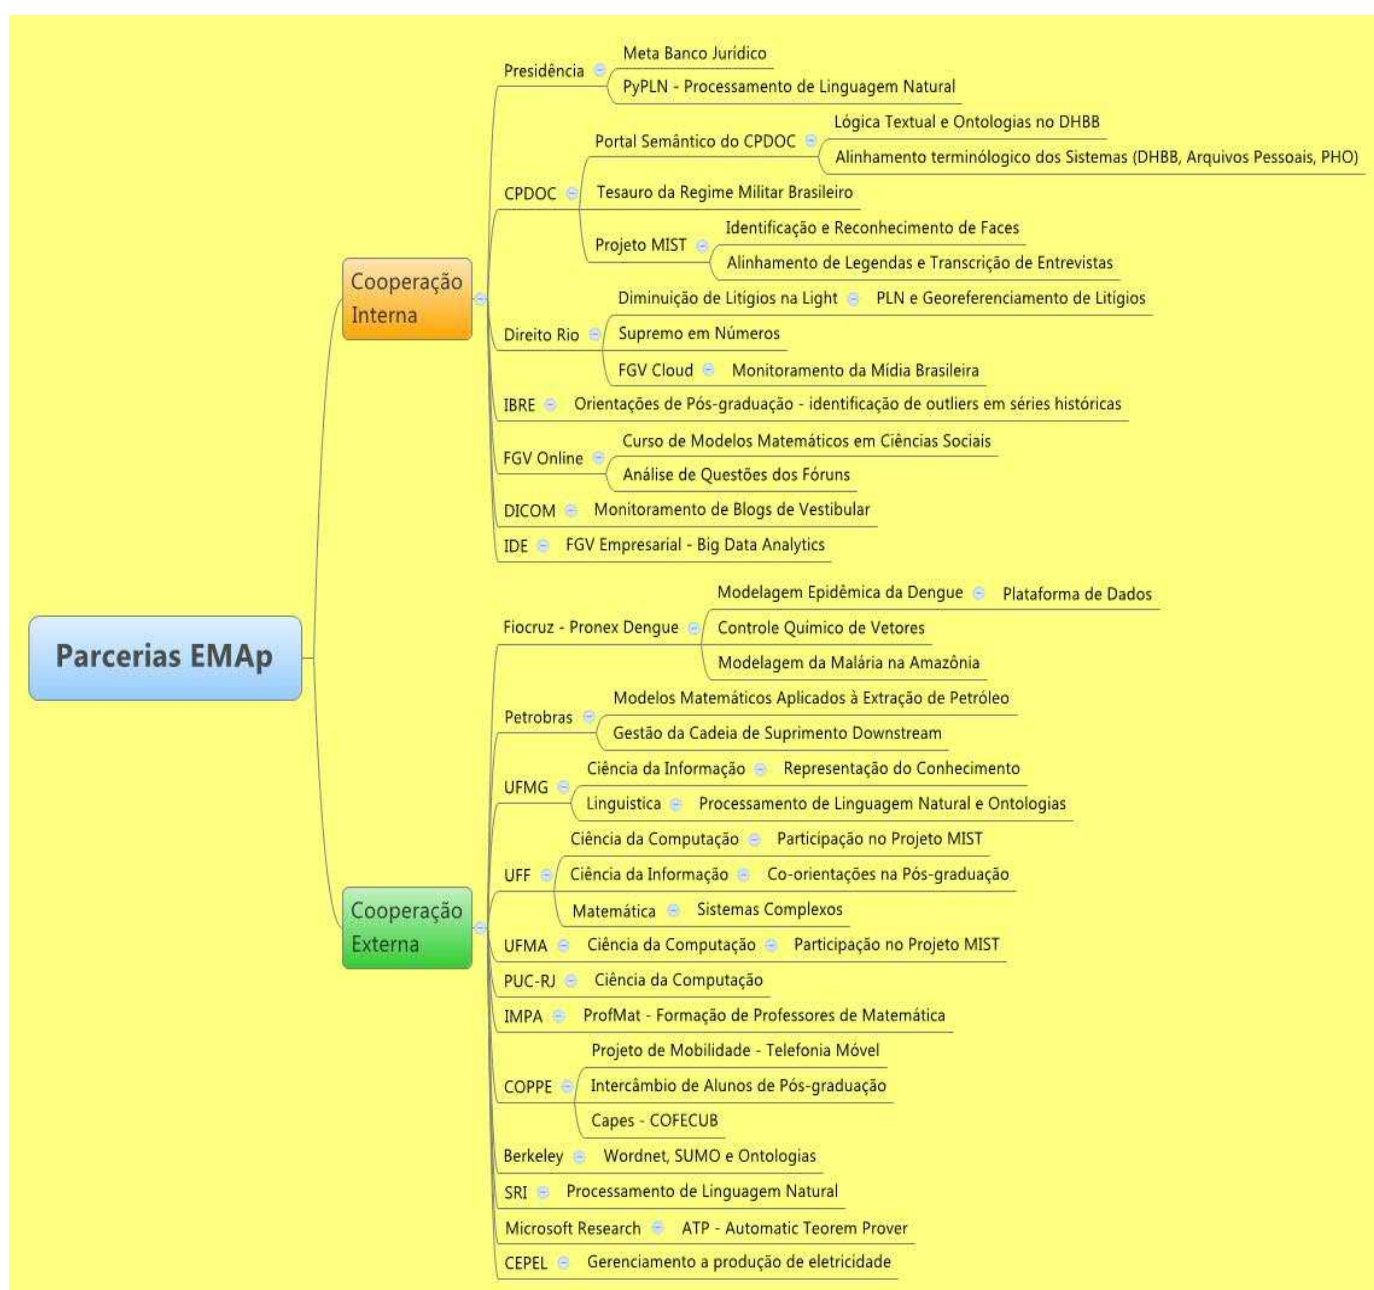 Parcerias EMAp
Cooperação
Interna
Presidência
Meta Banco Jurídico
PyPLN - Processamento de Linguagem Natural
CPDOC
Portal Semântico do CPDOC
Lógica Textual e Ontologias no DHBB
Alinhamento terminólogico dos Sistemas (DHBB, Arquivos Pessoais, PHO)
Tesauro da Regime Militar Brasileiro
Projeto MIST
Identificação e Reconhecimento de Faces
Alinhamento de Legendas e Transcrição de Entrevistas
Direito Rio
Diminuição de Litígios na Light
PLN e Georeferenciamento de Litígios
Supremo em Números
FGV Cloud
Monitoramento da Mídia Brasileira
IBRE
Orientações de Pós-graduação - identificação de outliers em séries históricas
FGV Online
Curso de Modelos Matemáticos em Ciências Sociais
Análise de Questões dos Fóruns
DICOM
Monitoramento de Blogs de Vestibular
IDE
FGV Empresarial - Big Data Analytics
Cooperação
Externa
Fiocruz - Pronex Dengue
Modelagem Epidêmica da Dengue
Plataforma de Dados
Controle Químico de Vetores
Modelagem da Malária na Amazônia
Petrobras
Modelos Matemáticos Aplicados à Extração de Petróleo
Gestão da Cadeia de Suprimento Downstream
UFMG
Ciência da Informação
Representação do Conhecimento
Linguistica
Processamento de Linguagem Natural e Ontologias
UFF
Ciência da Computação
Participação no Projeto MIST
Ciência da Informação
Co-orientações na Pós-graduação
Matemática
Sistemas Complexos
UFMA
Ciência da Computação
Participação no Projeto MIST
PUC-RJ
Ciência da Computação
IMPA
ProfMat - Formação de Professores de Matemática
COPPE
Projeto de Mobilidade - Telefonia Móvel
Intercâmbio de Alunos de Pós-graduação
Capes - COFECUB
Berkeley
Wordnet, SUMO e Ontologias
SRI
Processamento de Linguagem Natural
Microsoft Research
ATP - Automatic Teorem Prover
CEPEL
Gerenciamento a produção de eletricidade